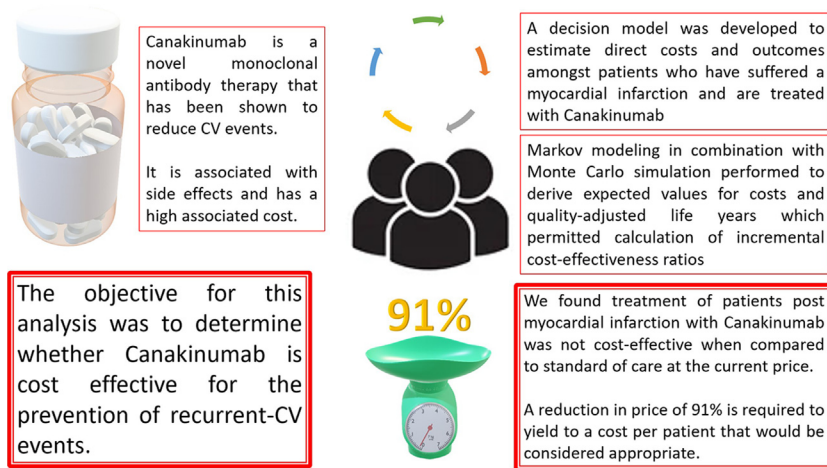 Canakinumab is a
novel monoclonal
antibody therapy that
has been shown to
reduce CV events.
It is associated with
side effects and has a
high associated cost.
The objective for this
analysis was to determine
whether Canakinumab is
cost effective for the
prevention of recurrent-CV
events.
91%
A decision model was developed to
estimate direct costs and outcomes
amongst patients who have suffered a
myocardial infarction and are treated
with Canakinumab
Markov modeling in combination with
Monte Carlo simulation performed to
derive expected values for costs and
quality-adjusted life years which
permitted calculation of incremental
cost-effectiveness ratios
We found treatment of patients post
myocardial infarction with Canakinumab
was not cost-effective when compared
to standard of care at the current price.
A reduction in price of 91% is required to
yield to a cost per patient that would be
considered appropriate.